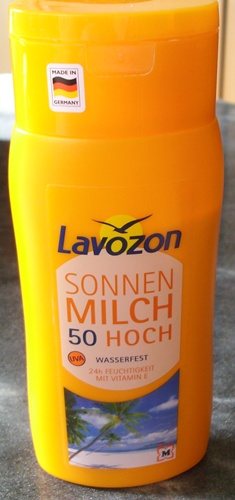 MADE IN
GERMANY
Lavozon
SONNEN
MILCH
50 HOCH
UVA WASSERFEST
24h FEUCHTIGKEIT
MIT VITAMIN E
M